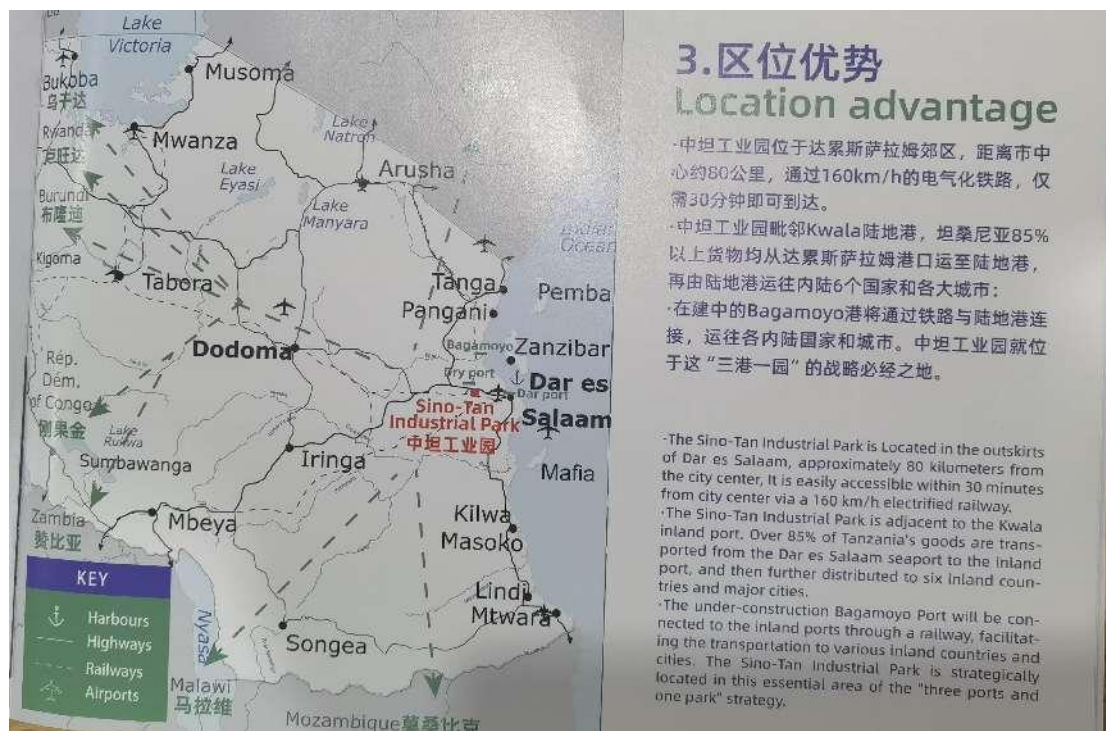 Lake
Victoria
Bukoba
乌干达
Musoma
Rwanda
卢旺达
Mwanza
Lake
Natron
Arusha
Lake
Eyasi
Lake
Manyara
Burundi
布隆迪
Indian
Ocean
Kigoma
Tabora
Tanga
Pemba
Pangani
Dodoma
Bagamoyo
Zanzibar
Dry port
Dar es
Dar port
Salaam
Sino-Tan
Industrial Park
中坦工业园
Rép.
Dém.
of Congo
刚果金
Lake
Rukwa
Sumbawanga
Iringa
Mafia
Zambia
赞比亚
Mbeya
Kilwa
Masoko
KEY
Harbours
Highways
Railways
Airports
Nyasa
Lindi
Mtwara
Songea
Malawi
马拉维
Mozambique莫桑比克
3.区位优势
Location advantage
·中坦工业园位于达累斯萨拉姆郊区，距离市中
心约80公里，通过160km/h的电气化铁路，仅
需30分钟即可到达。
·中坦工业园毗邻Kwala陆地港，坦桑尼亚85%
以上货物均从达累斯萨拉姆港口运至陆地港，
再由陆地港运往内陆6个国家和各大城市：
·在建中的Bagamoyo港将通过铁路与陆地港连
接，运往各内陆国家和城市。中坦工业园就位
于这“三港一园”的战略必经之地。
·The Sino-Tan Industrial Park is Located in the outskirts
of Dar es Salaam, approximately 80 kilometers from
the city center, It is easily accessible within 30 minutes
from city center via a 160 km/h electrified railway.
·The Sino-Tan Industrial Park is adjacent to the Kwala
inland port. Over 85% of Tanzania's goods are trans-
ported from the Dar es Salaam seaport to the inland
port, and then further distributed to six inland coun-
tries and major cities.
·The under-construction Bagamoyo Port will be con-
nected to the inland ports through a railway, facilitat-
ing the transportation to various inland countries and
cities. The Sino-Tan Industrial Park is strategically
located in this essential area of the "three ports and
one park" strategy.